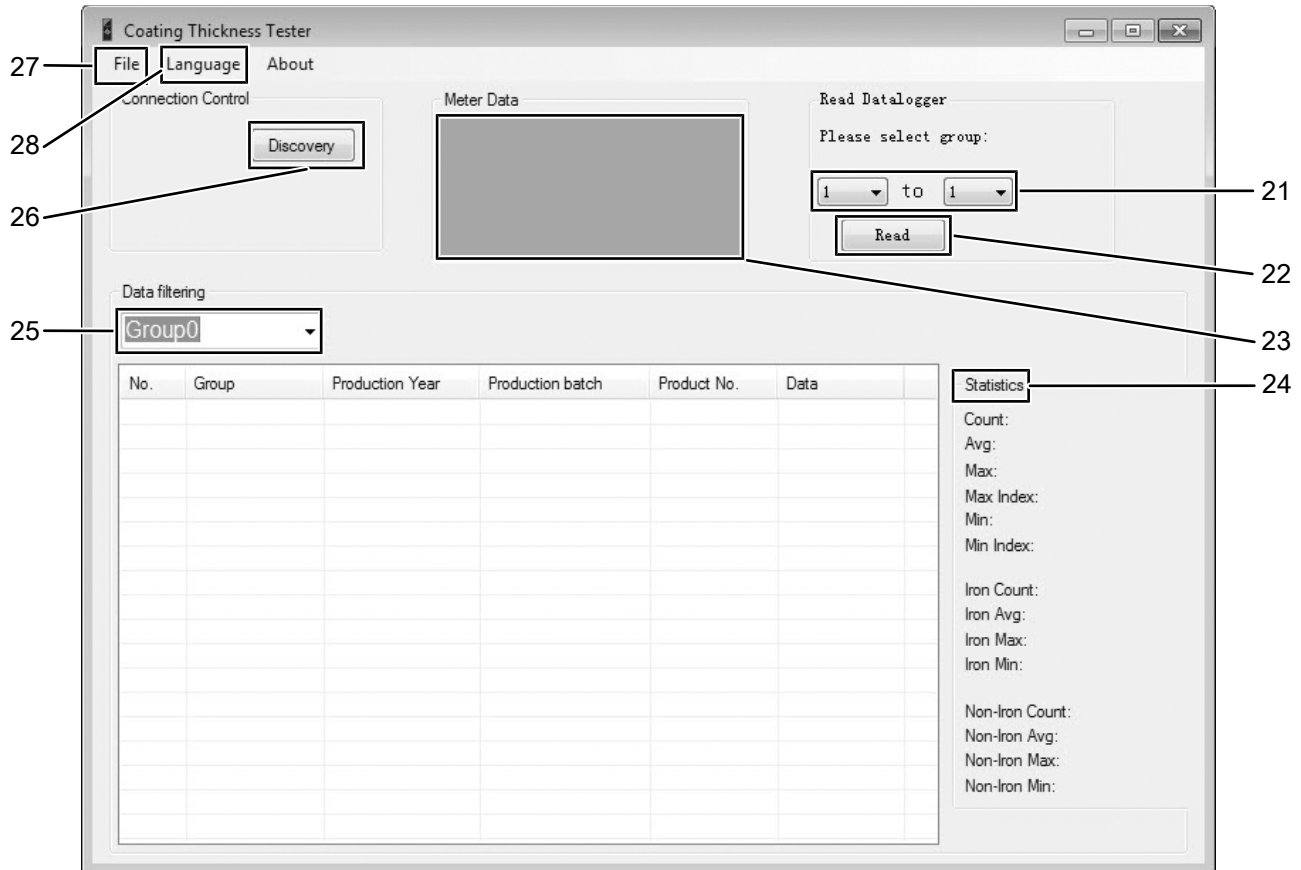 Coating Thickness Tester
27
File Language About
28
Connection Control
Discovery
26
Meter Data
Read Datalogger
Please select group:
1 to 1
21
Read
22
23
Data filtering
25
Group0
No. Group Production Year Production batch Product No. Data
Statistics
24
Count:
Avg:
Max:
Max Index:
Min:
Min Index:
Iron Count:
Iron Avg:
Iron Max:
Iron Min:
Non-Iron Count:
Non-Iron Avg:
Non-Iron Max:
Non-Iron Min: